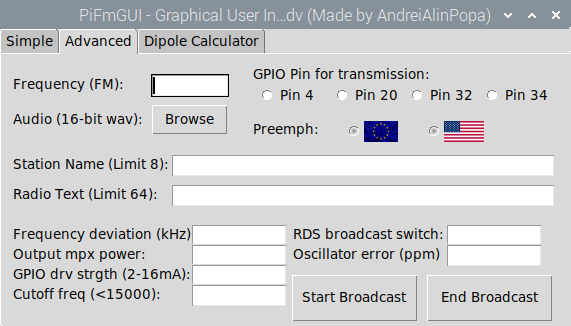 PiFmGUI - Graphical User In...dv (Made by AndreiAlinPopa)
Simple Advanced Dipole Calculator
Frequency (FM):
GPIO Pin for transmission:
Pin 4 Pin 20 Pin 32 Pin 34
Audio (16-bit wav): Browse
Preemph:
Station Name (Limit 8):
Radio Text (Limit 64):
Frequency deviation (kHz) RDS broadcast switch:
Output mpx power: Oscillator error (ppm)
GPIO drv strgth (2-16mA):
Cutoff freq (<15000):
Start Broadcast End Broadcast